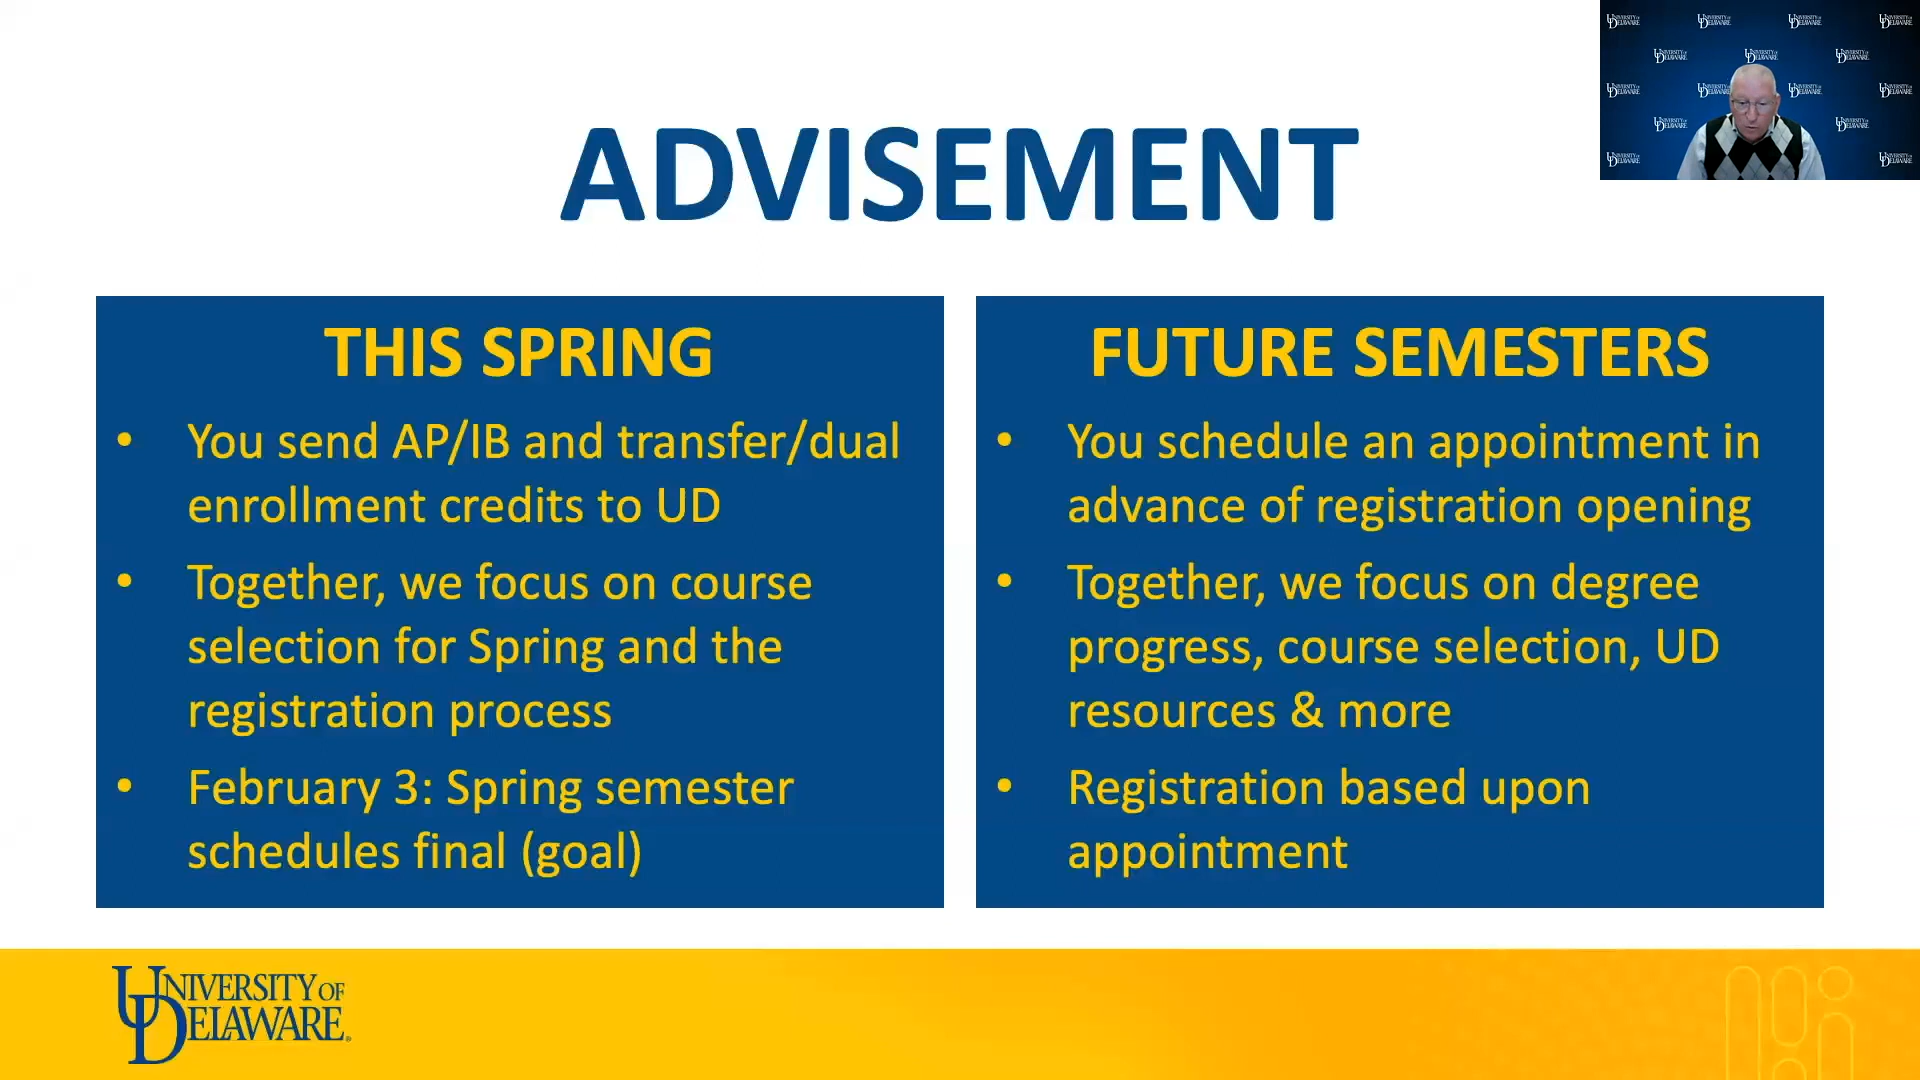 ADVISEMENT
THIS SPRING
• You send AP/IB and transfer/dual
enrollment credits to UD
• Together, we focus on course
selection for Spring and the
registration process
• February 3: Spring semester
schedules final (goal)
FUTURE SEMESTERS
• You schedule an appointment in
advance of registration opening
• Together, we focus on degree
progress, course selection, UD
resources & more
• Registration based upon
appointment
UNIVERSITY OF
DELAWARE®